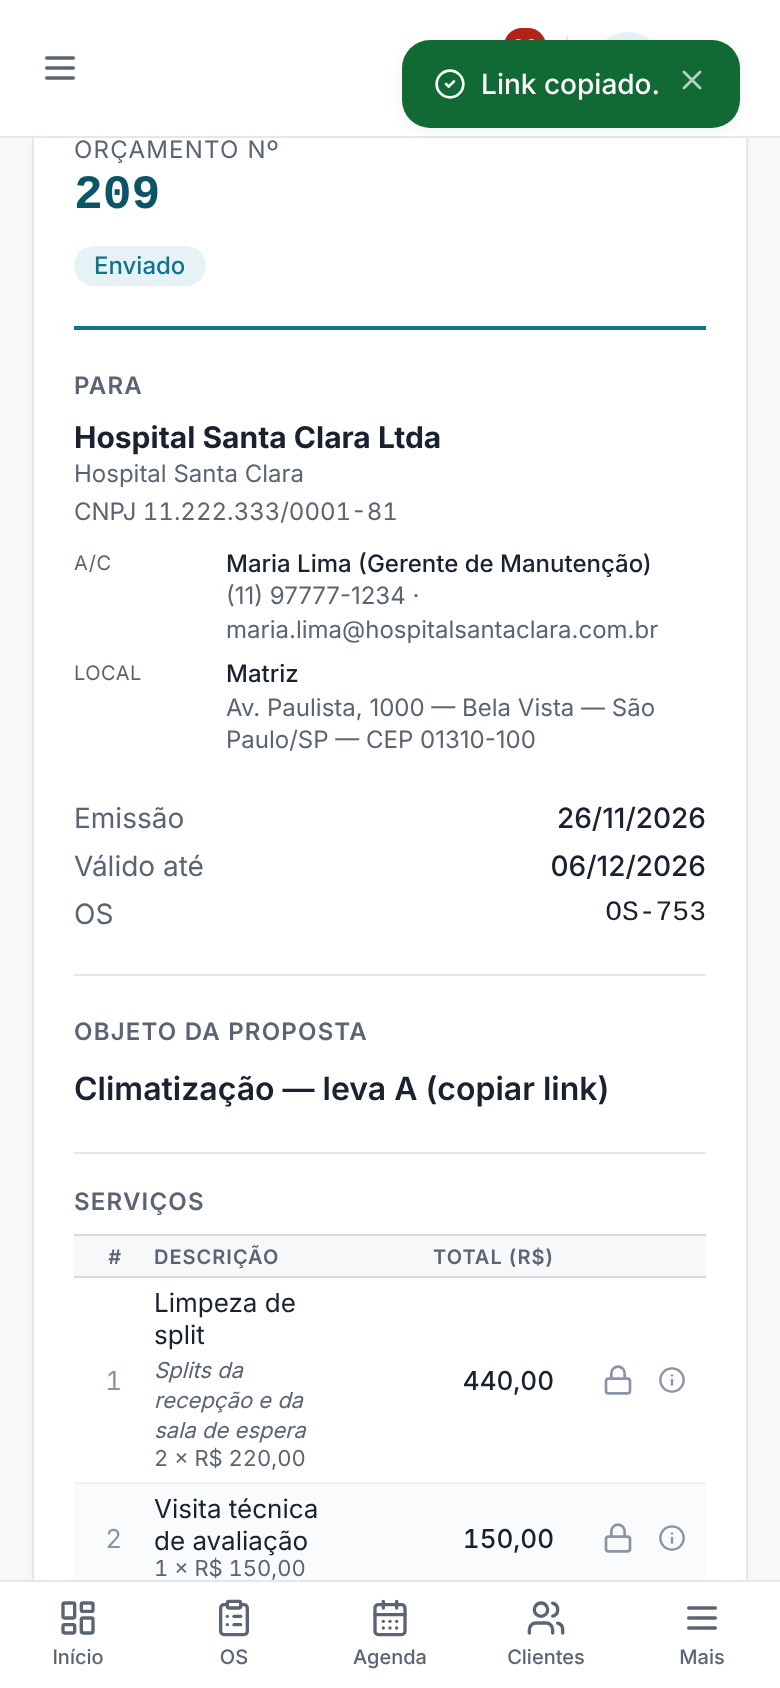 Link copiado.
ORÇAMENTO Nº
209
Enviado
PARA
Hospital Santa Clara Ltda
Hospital Santa Clara
CNPJ 11.222.333/0001-81
A/C
Maria Lima (Gerente de Manutenção)
(11) 97777-1234 ·
maria.lima@hospitalsantaclara.com.br
LOCAL
Matriz
Av. Paulista, 1000 — Bela Vista — São
Paulo/SP — CEP 01310-100
Emissão 26/11/2026
Válido até 06/12/2026
OS OS-753
OBJETO DA PROPOSTA
Climatização — leva A (copiar link)
SERVIÇOS
# DESCRIÇÃO TOTAL (R$)
Limpeza de
split
Splits da
1 recepção e da 440,00
sala de espera
2 × R$ 220,00
Visita técnica
2 de avaliação 150,00
1 × R$ 150,00
Início OS Agenda Clientes Mais